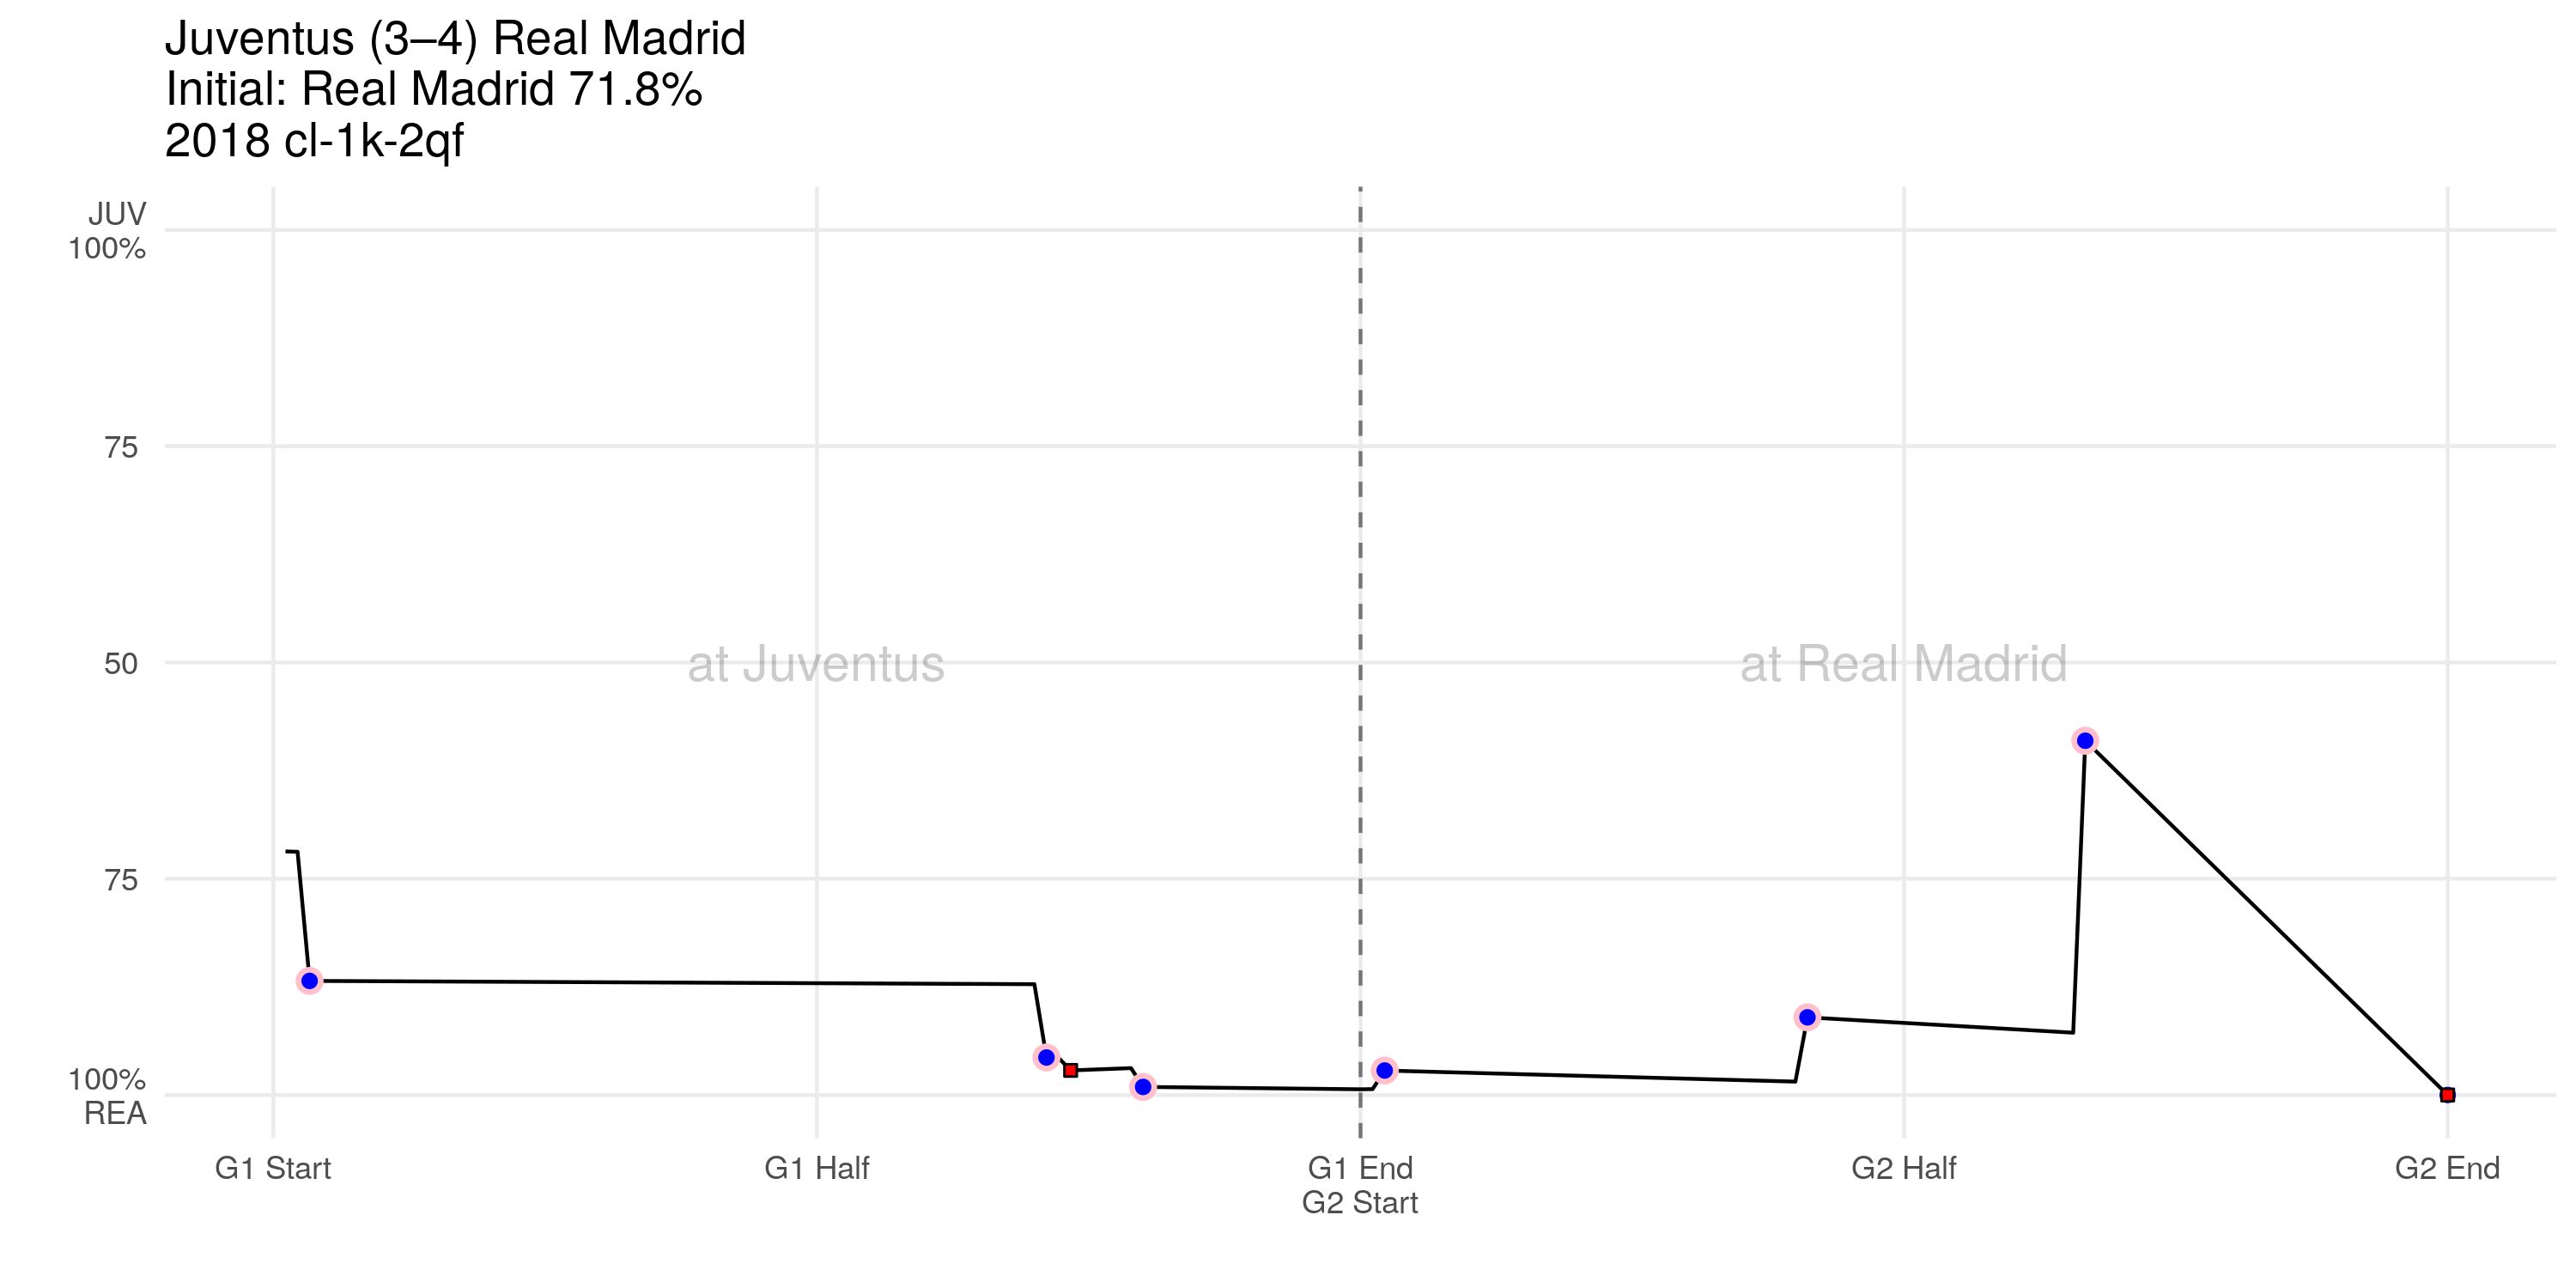 Juventus (3–4) Real Madrid
Initial: Real Madrid 71.8%
2018 cl-1k-2qf
JUV
100%
75
50
75
100%
REA
at Juventus
at Real Madrid
G1 Start
G1 Half
G1 End
G2 Start
G2 Half
G2 End